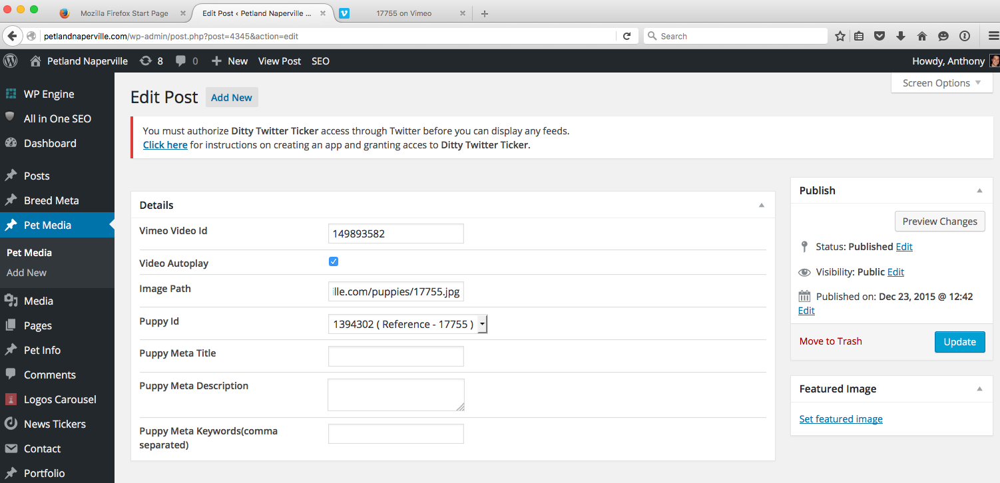 Mozilla Firefox Start Page
Edit Post ‹ Petland Naperville ...
17755 on Vimeo
petlandnaperville.com/wp-admin/post.php?post=4345&action=edit
Search
Petland Naperville 8 0 New View Post SEO Howdy, Anthony
WP Engine
All in One SEO
Dashboard
Posts
Breed Meta
Pet Media
Pet Media
Add New
Media
Pages
Pet Info
Comments
Logos Carousel
News Tickers
Contact
Portfolio
Screen Options
Edit Post Add New
You must authorize Ditty Twitter Ticker access through Twitter before you can display any feeds.
Click here for instructions on creating an app and granting acces to Ditty Twitter Ticker.
Details
Vimeo Video Id 149893582
Video Autoplay
Image Path ille.com/puppies/17755.jpg
Puppy Id 1394302 ( Reference - 17755 )
Puppy Meta Title
Puppy Meta Description
Puppy Meta Keywords(comma
separated)
Publish
Preview Changes
Status: Published Edit
Visibility: Public Edit
Published on: Dec 23, 2015 @ 12:42
Edit
Move to Trash Update
Featured Image
Set featured image